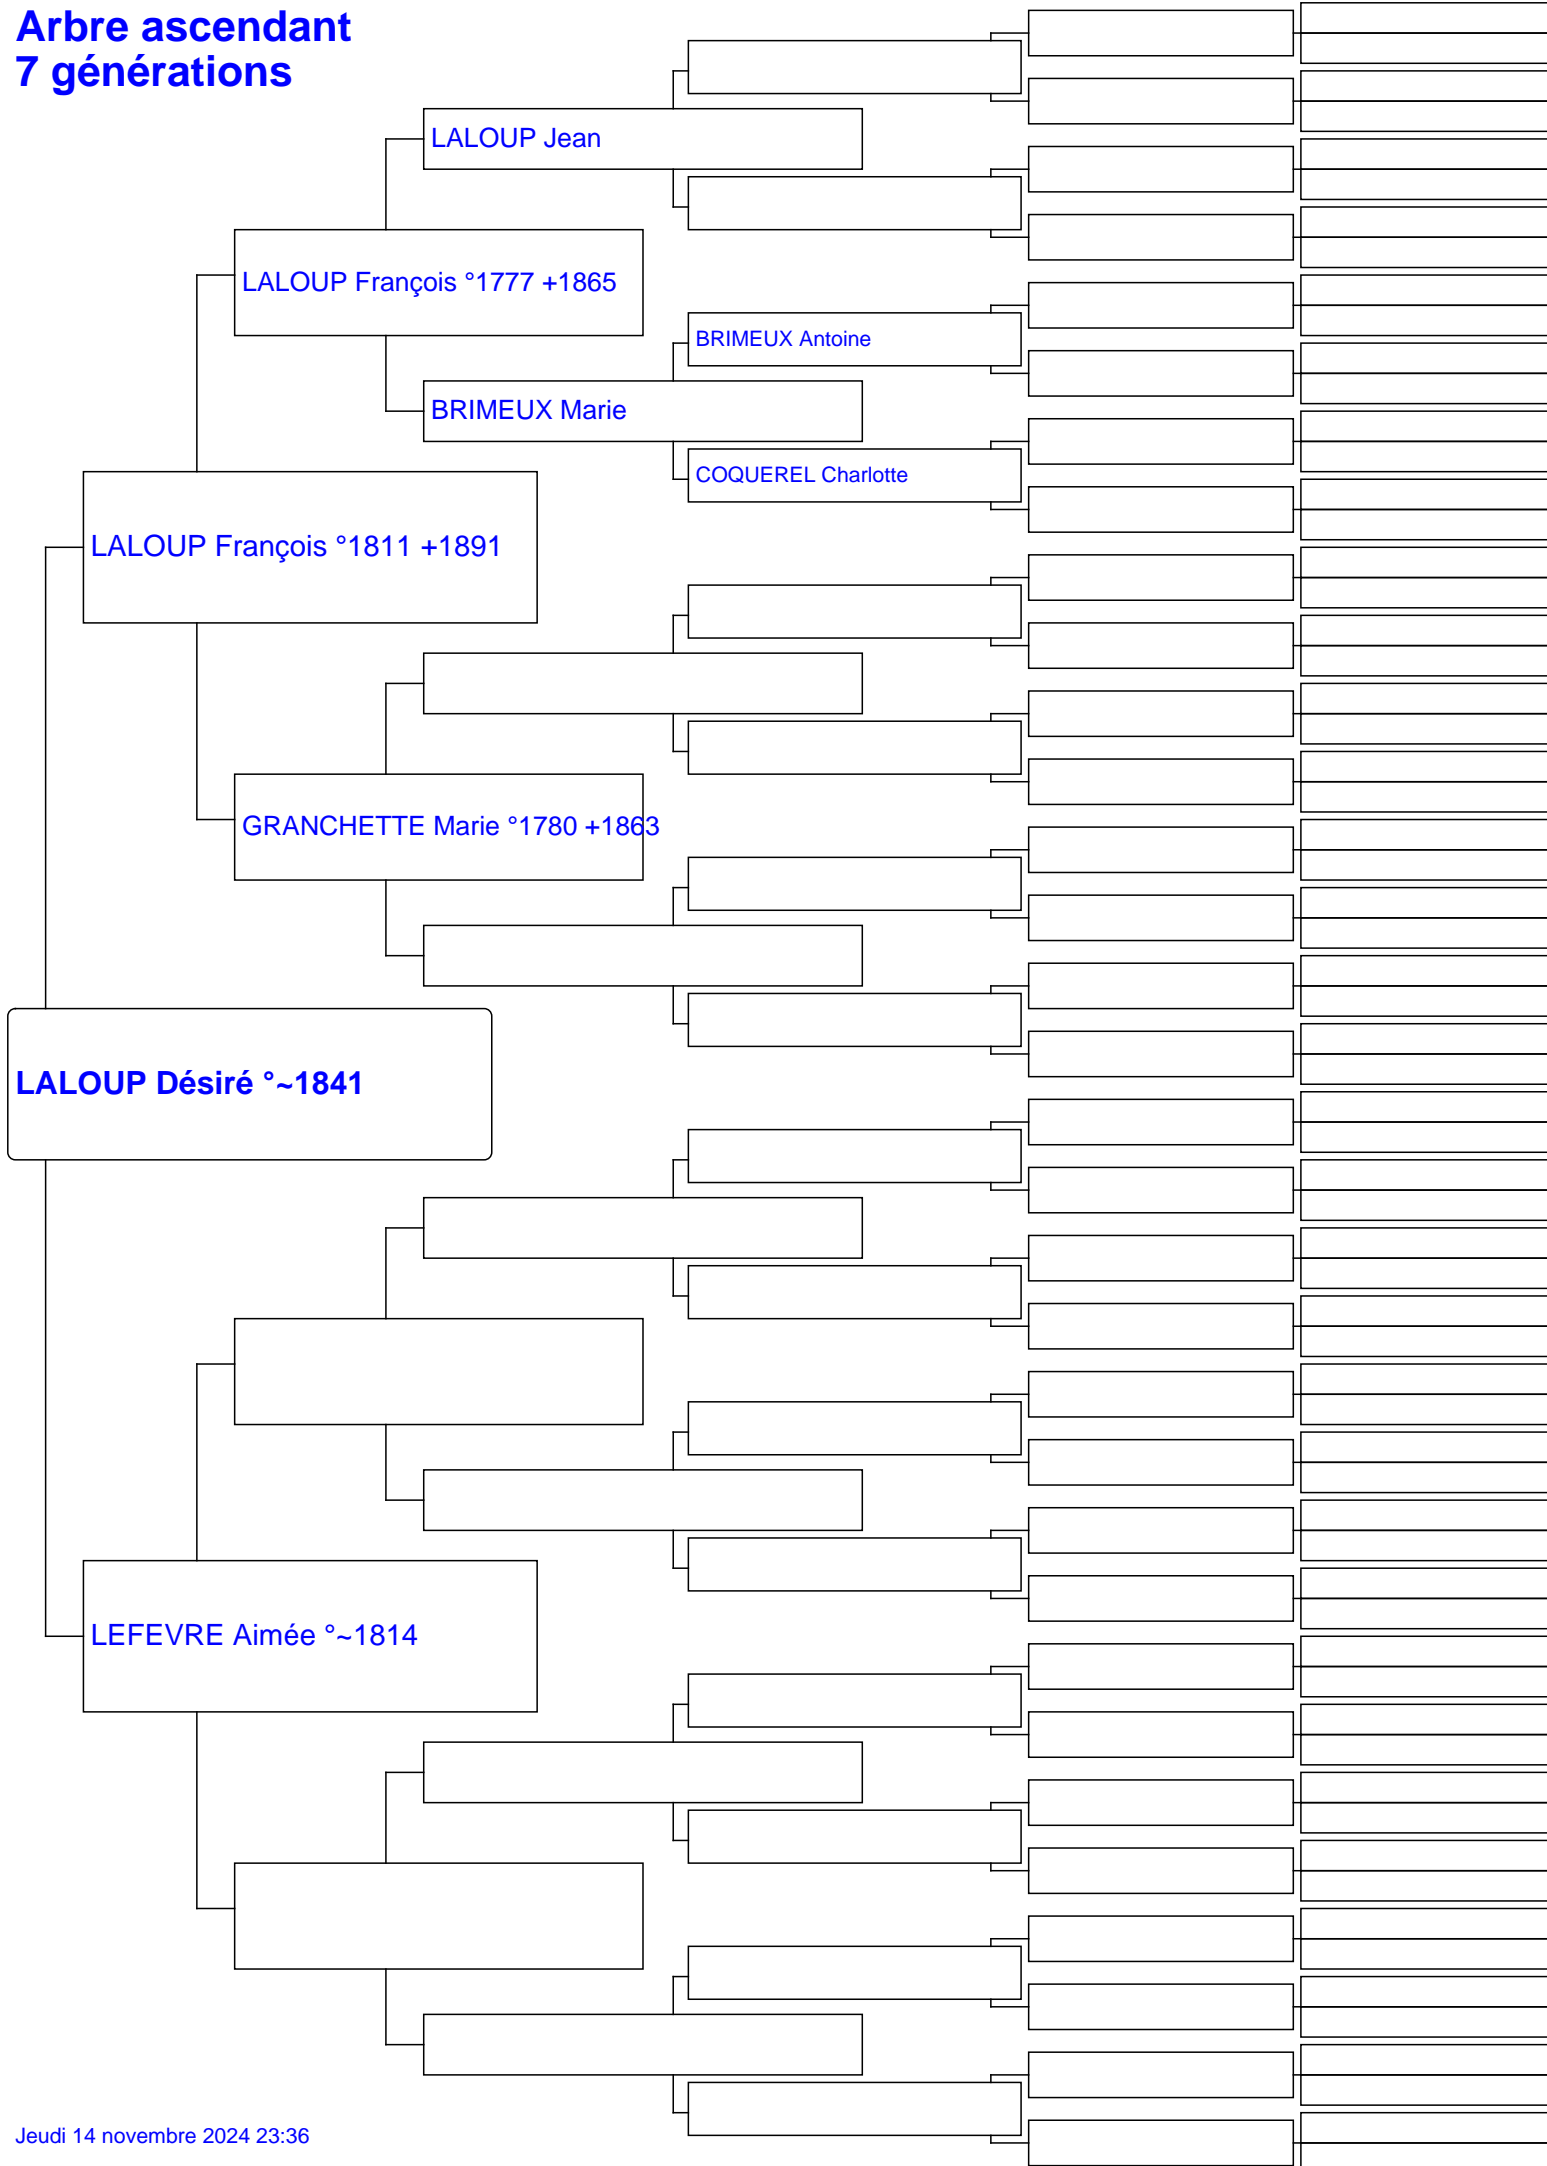 Arbre ascendant
7 générations
LALOUP Jean
LALOUP François °1777 +1865
BRIMEUX Antoine
BRIMEUX Marie
COQUEREL Charlotte
LALOUP François °1811 +1891
GRANCHETTE Marie °1780 +1863
LALOUP Désiré °~1841
LEFEVRE Aimée °~1814
Jeudi 14 novembre 2024 23:36